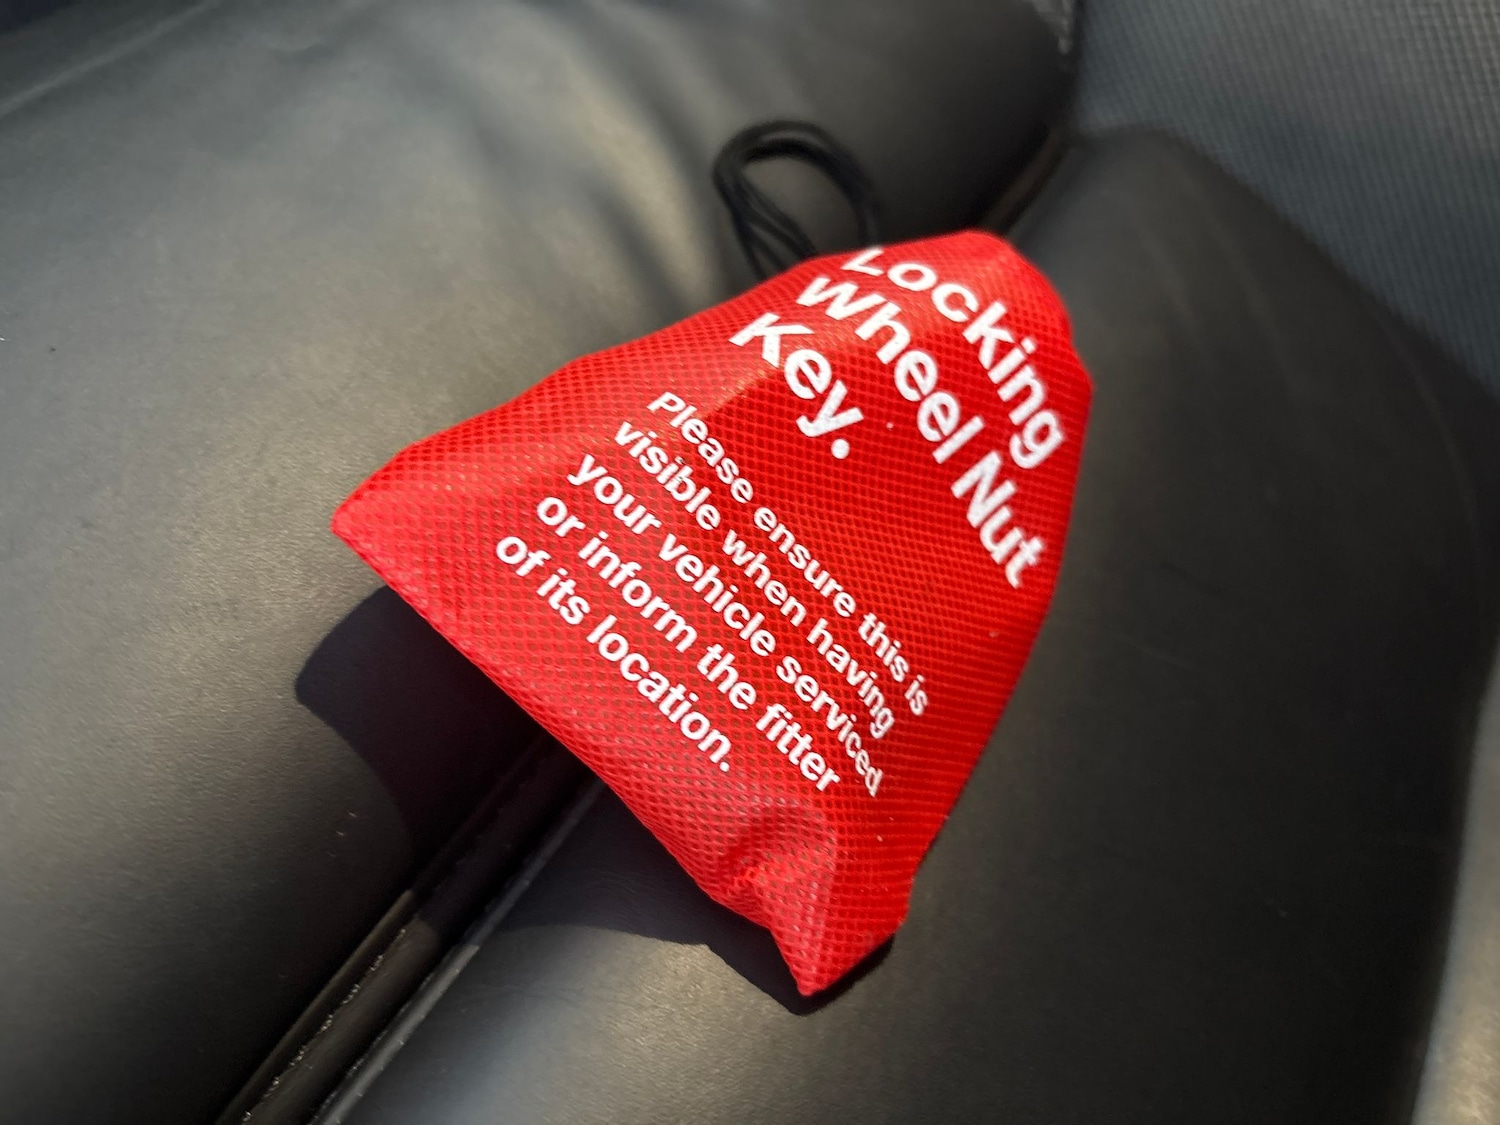 Locking
Wheel Nut
Key.
Please ensure this is
visible when having
your vehicle serviced
or inform the fitter
of its location.